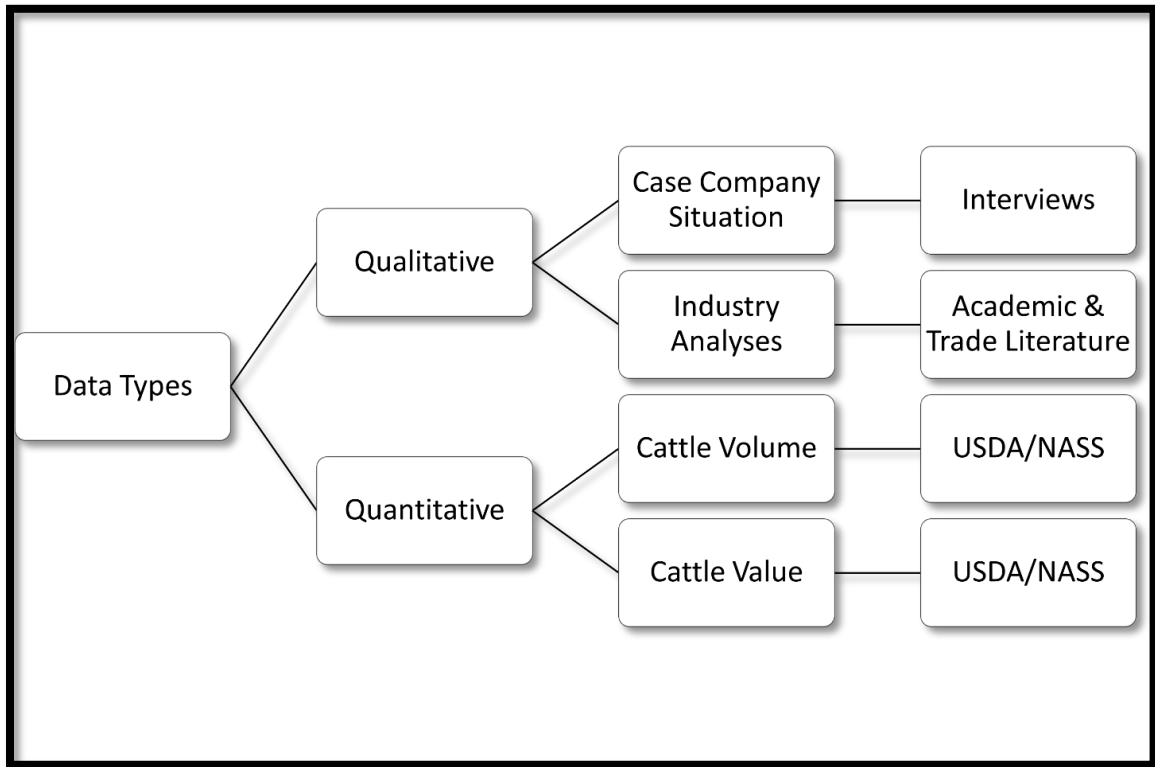 Data Types
Qualitative
Case Company
Situation
Interviews
Industry
Analyses
Academic &
Trade Literature
Quantitative
Cattle Volume
USDA/NASS
Cattle Value
USDA/NASS